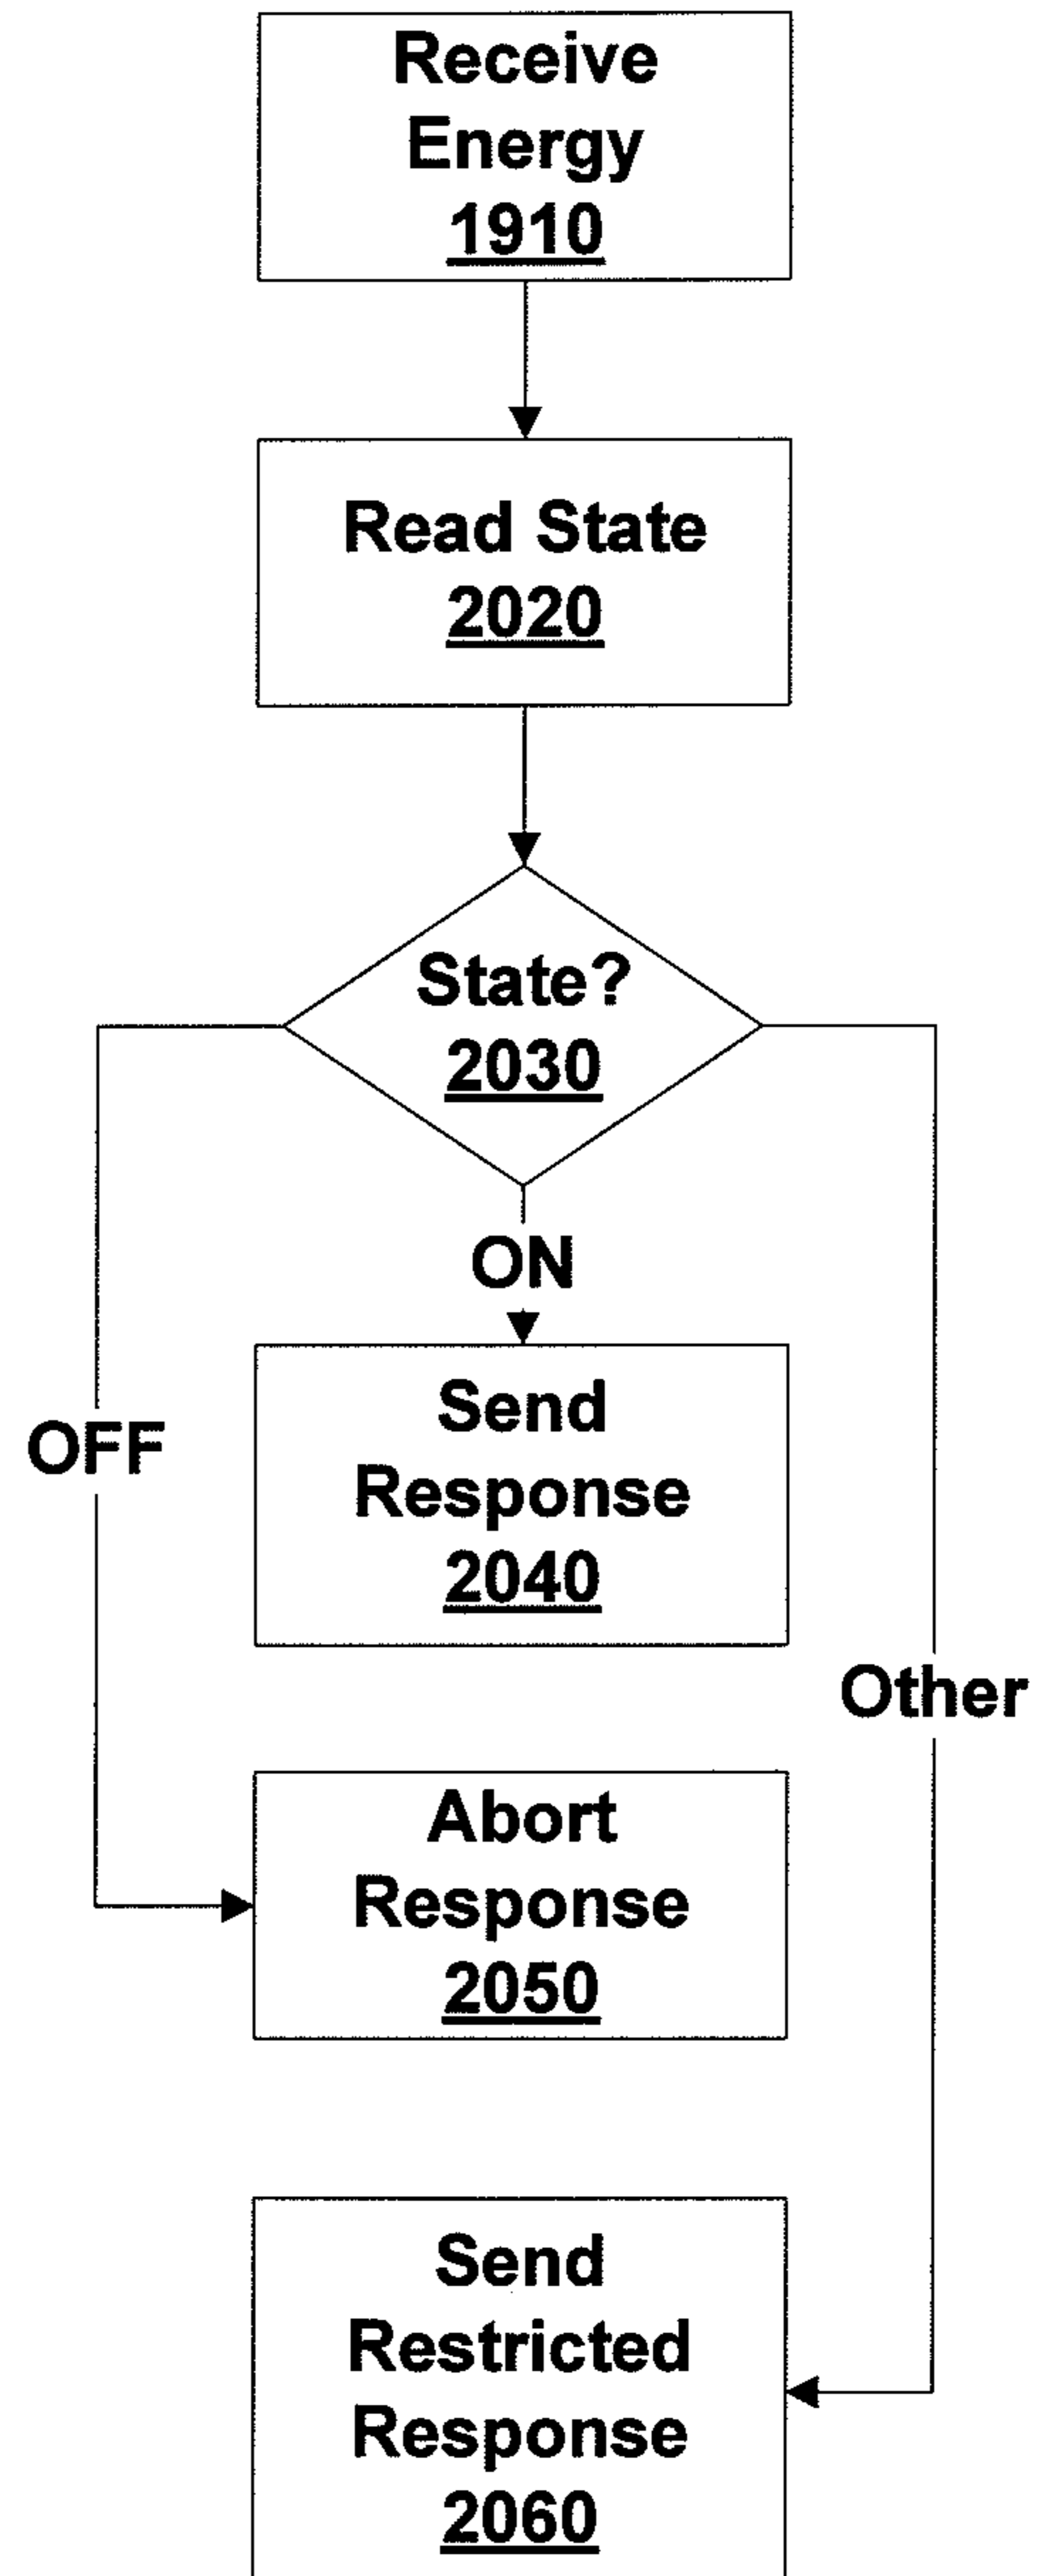 Receive
Energy
1910
Read State
2020
State?
2030
ON
Send
Response
2040
OFF
Other
Abort
Response
2050
Send
Restricted
Response
2060